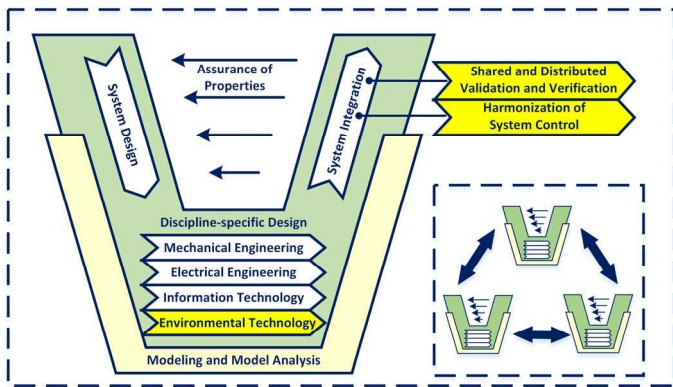 System Design
Assurance of
Properties
System Integration
Shared and Distributed
Validation and Verification
Harmonization of
System Control
Discipline-specific Design
Mechanical Engineering
Electrical Engineering
Information Technology
Environmental Technology
Modeling and Model Analysis